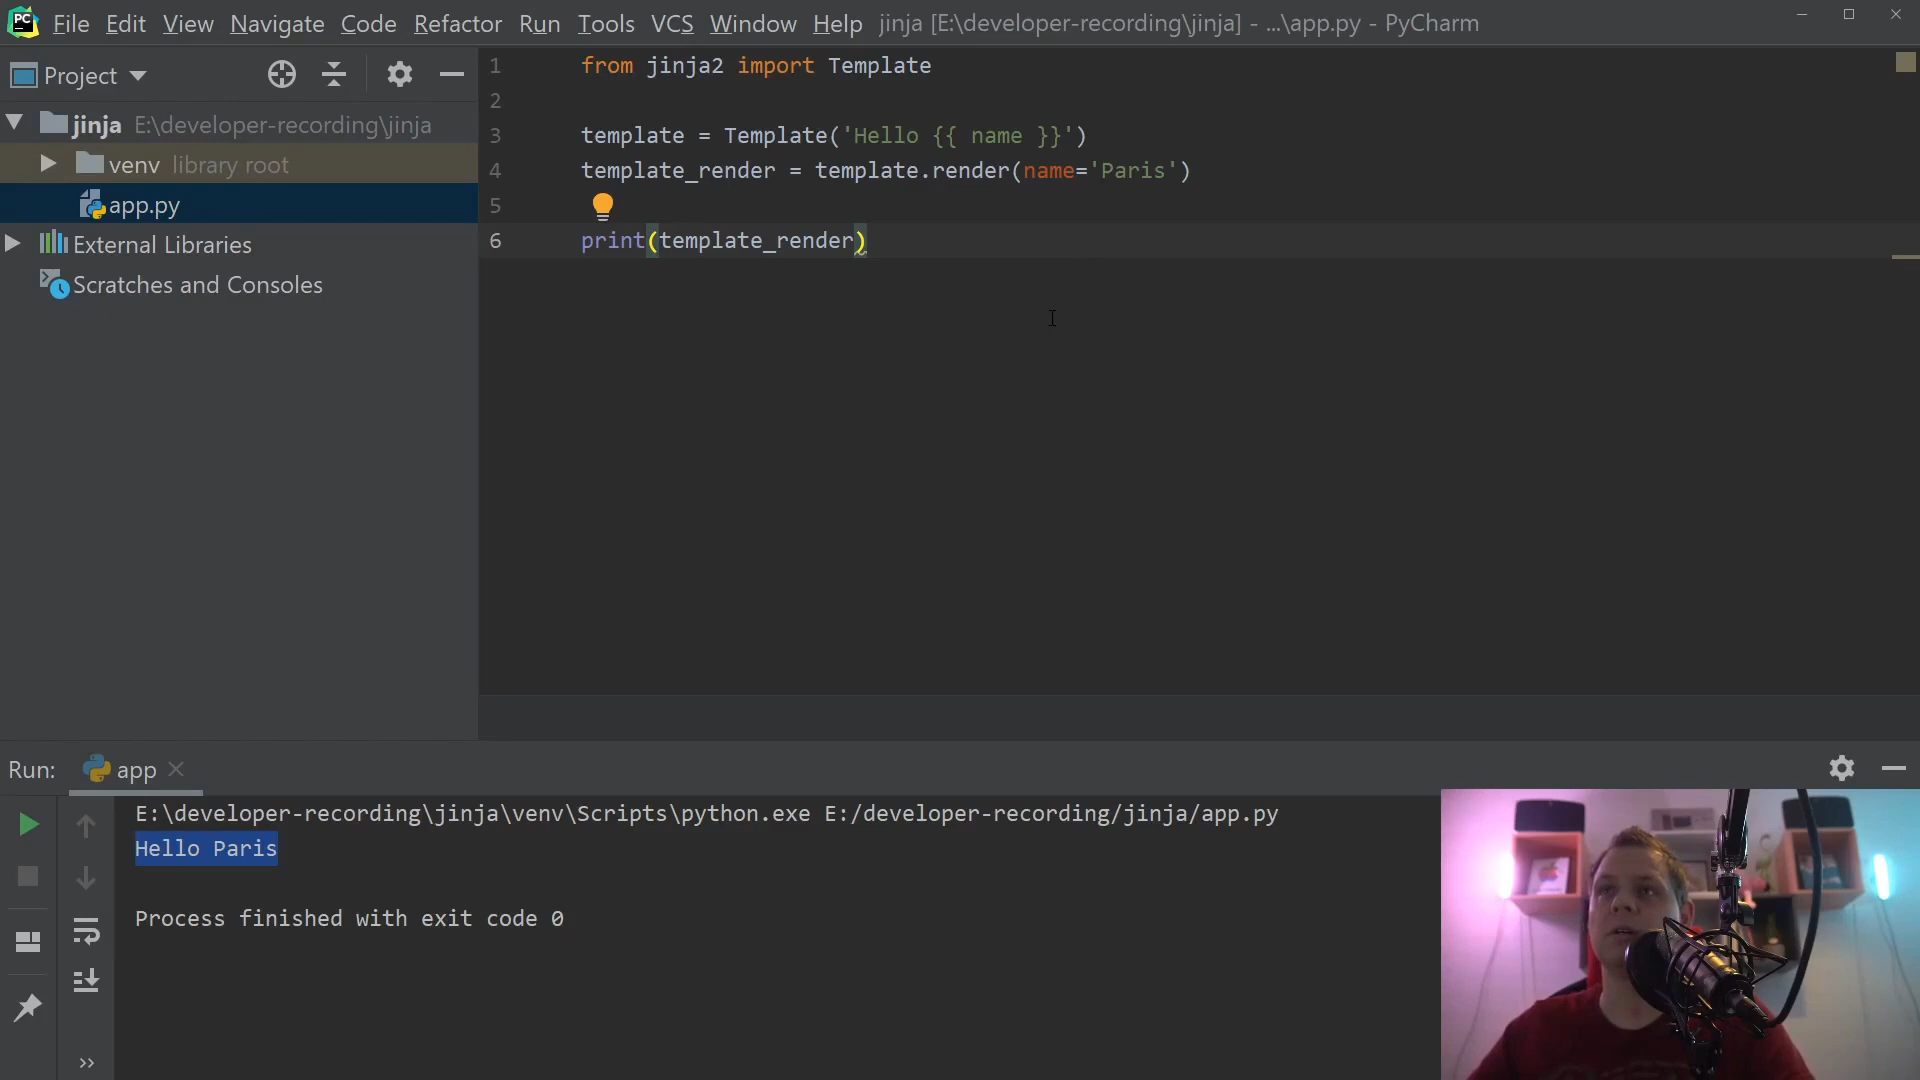 PC File Edit View Navigate Code Refactor Run Tools VCS Window Help jinja [E:\developer-recording\jinja] - ...\app.py - PyCharm
Project
jinja E:\developer-recording\jinja
venv library root
app.py
External Libraries
Scratches and Consoles
1 from jinja2 import Template
2
3 template = Template('Hello {{ name }}')
4 template_render = template.render(name='Paris')
5
6 print(template_render)
Run: app
E:\developer-recording\jinja\venv\Scripts\python.exe E:/developer-recording/jinja/app.py
Hello Paris
Process finished with exit code 0